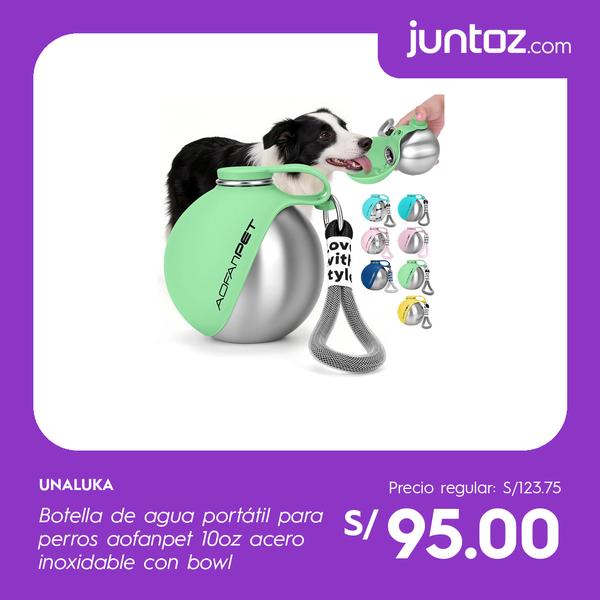 juntoz.com
AOFANPET
Love
with
style
UNALUKA
Botella de agua portátil para
perros aofanpet 10oz acero
inoxidable con bowl
Precio regular: S/123.75
S/ 95.00